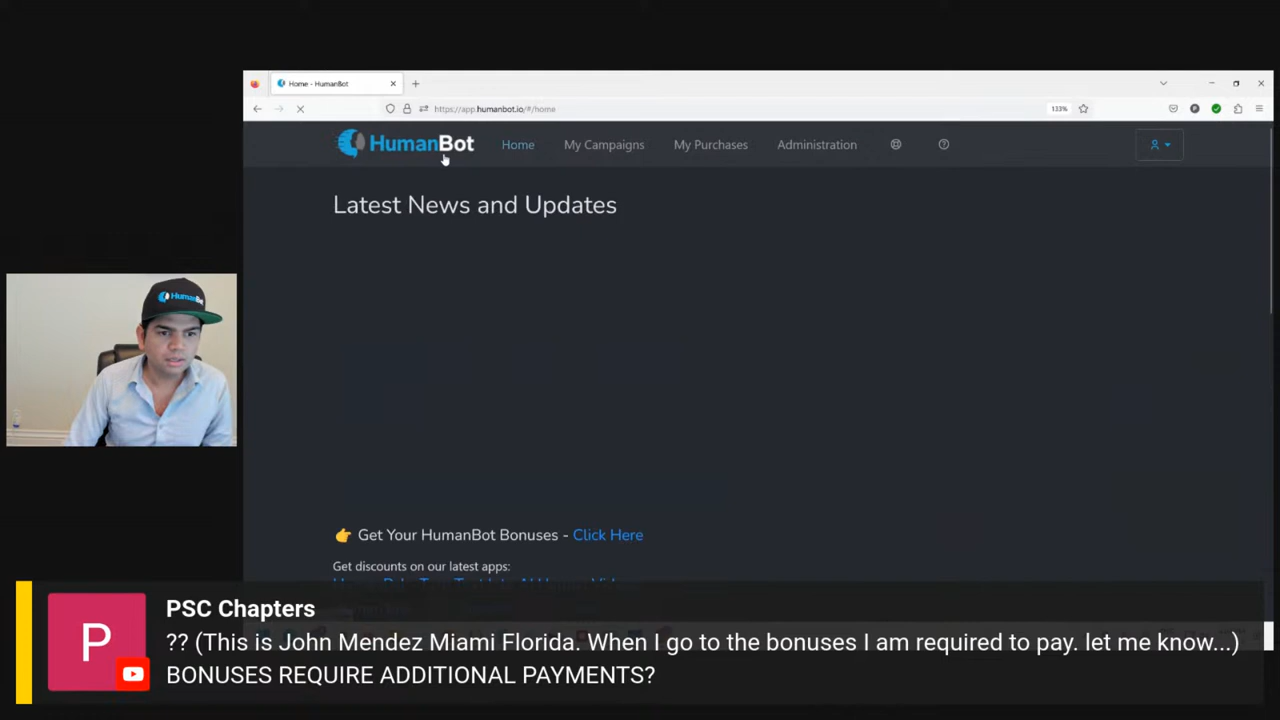 Home - HumanBot
https://app.humanbot.io/#/home
133%
HumanBot
Home
My Campaigns
My Purchases
Administration
Latest News and Updates
👉 Get Your HumanBot Bonuses - Click Here
Get discounts on our latest apps:
HumanBot
P
PSC Chapters
?? (This is John Mendez Miami Florida. When I go to the bonuses I am required to pay. let me know...)
BONUSES REQUIRE ADDITIONAL PAYMENTS?